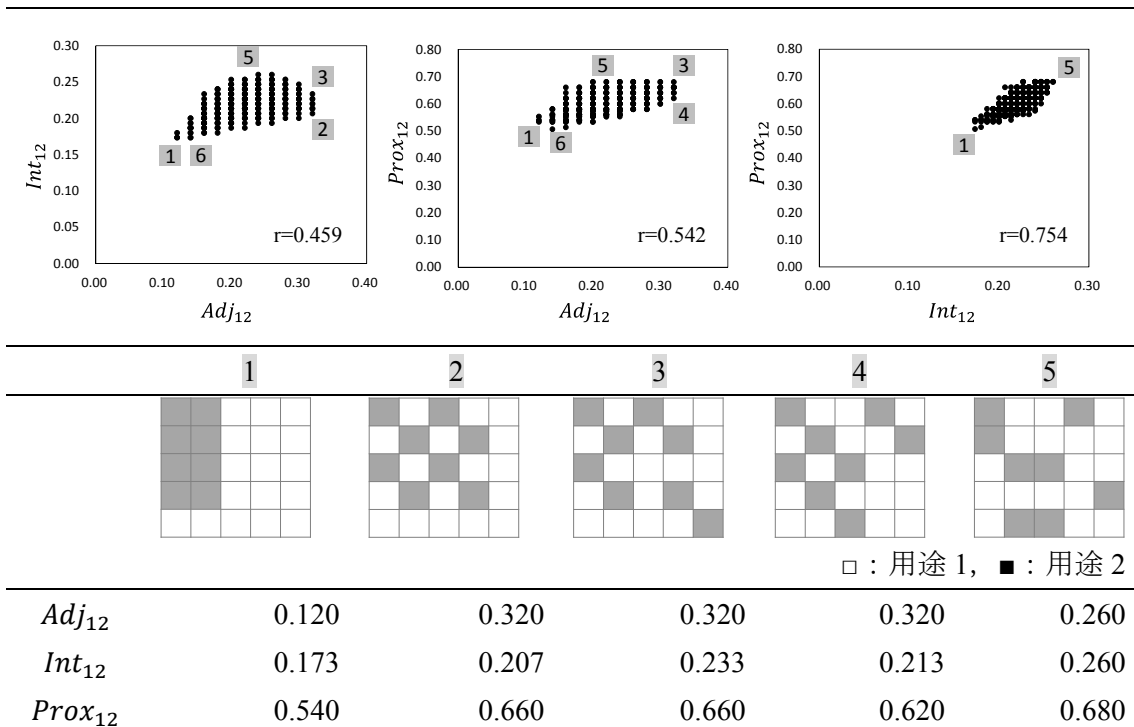 0.30
0.25
0.20
0.15
0.10
0.05
0.00
Int12
5
3
2
1
6
r=0.459
0.00 0.10 0.20 0.30 0.40
Adj12
0.80
0.70
0.60
0.50
0.40
0.30
0.20
0.10
0.00
Prox12
5
3
4
1
6
r=0.542
0.00 0.10 0.20 0.30 0.40
Adj12
0.80
0.70
0.60
0.50
0.40
0.30
0.20
0.10
0.00
Prox12
5
1
r=0.754
0.00 0.10 0.20 0.30
Int12
1 2 3 4 5
□：用途 1, ■：用途 2
Adj12 0.120 0.320 0.320 0.320 0.260
Int12 0.173 0.207 0.233 0.213 0.260
Prox12 0.540 0.660 0.660 0.620 0.680